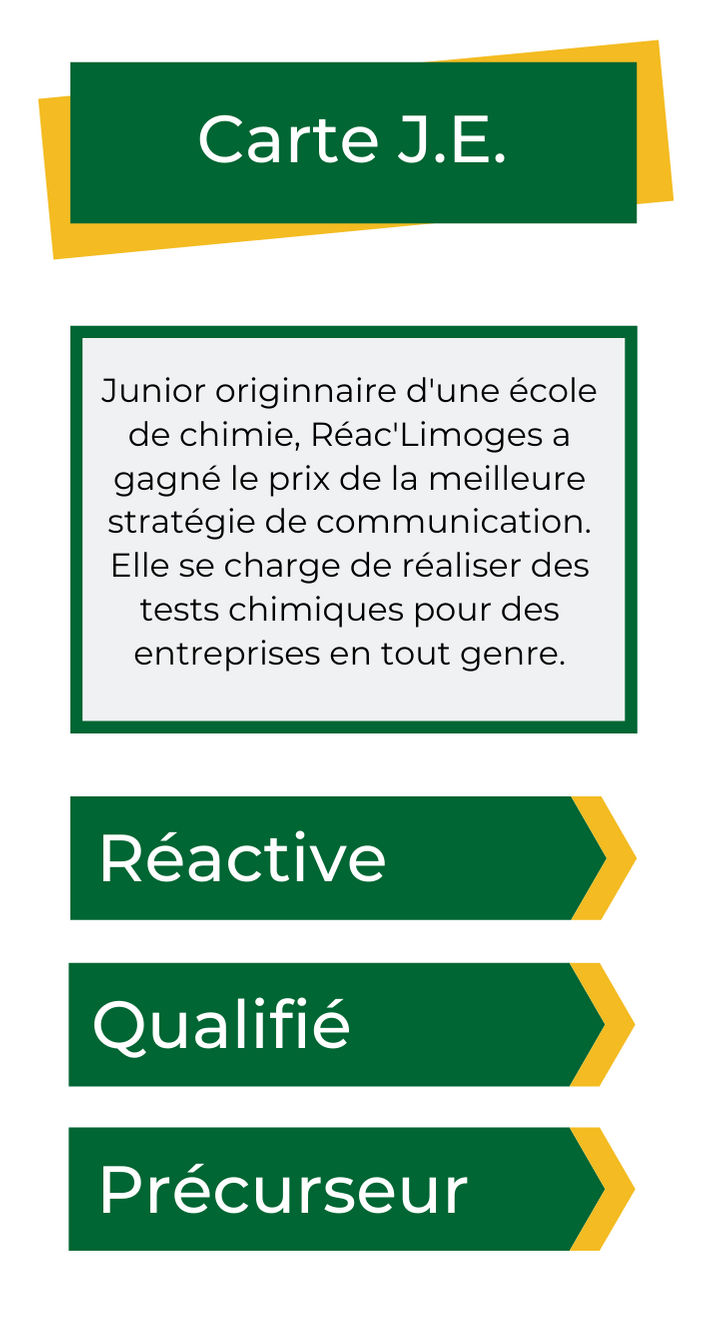 Carte J.E.
Junior originnaire d'une école
de chimie, Réac'Limoges a
gagné le prix de la meilleure
stratégie de communication.
Elle se charge de réaliser des
tests chimiques pour des
entreprises en tout genre.
Réactive
Qualifié
Précurseur